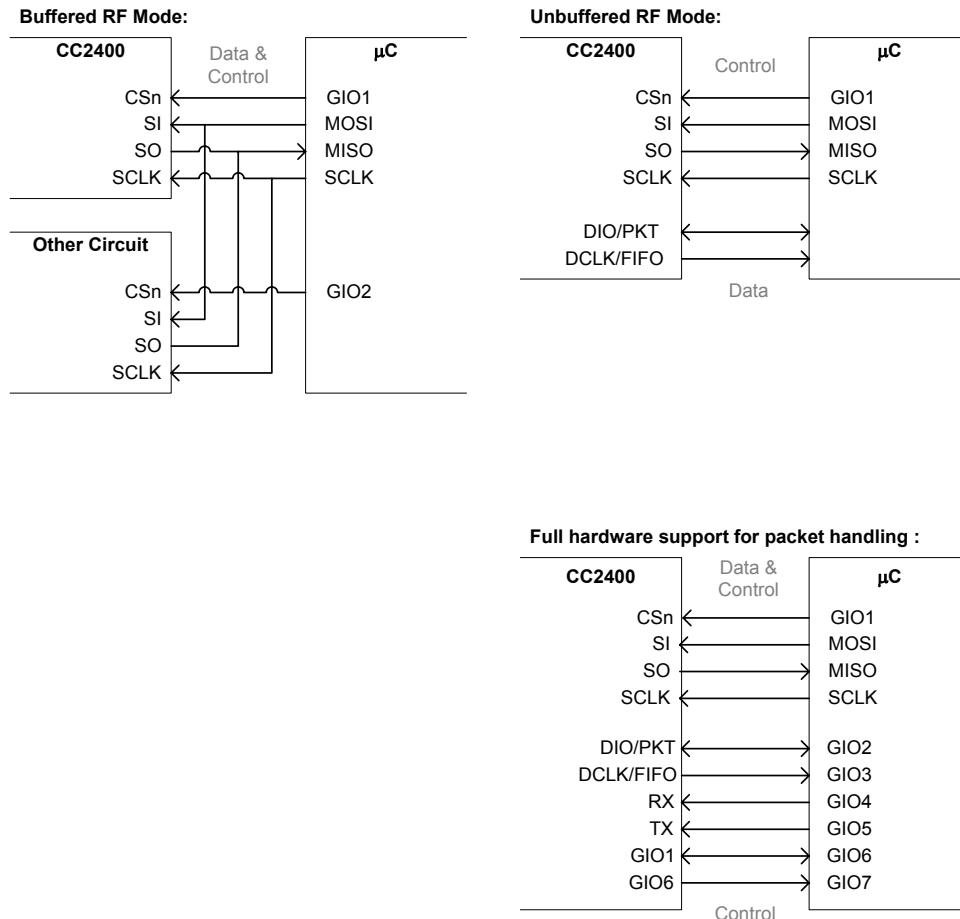 Buffered RF Mode:
CC2400
Data &
Control
μC
CSn
GIO1
SI
MOSI
SO
MISO
SCLK
SCLK
Other Circuit
CSn
GIO2
SI
SO
SCLK
Unbuffered RF Mode:
CC2400
Control
μC
CSn
GIO1
SI
MOSI
SO
MISO
SCLK
SCLK
DIO/PKT
DCLK/FIFO
Data
Full hardware support for packet handling :
CC2400
Data &
Control
μC
CSn
GIO1
SI
MOSI
SO
MISO
SCLK
SCLK
DIO/PKT
GIO2
DCLK/FIFO
GIO3
RX
GIO4
TX
GIO5
GIO1
GIO6
GIO6
GIO7
Control